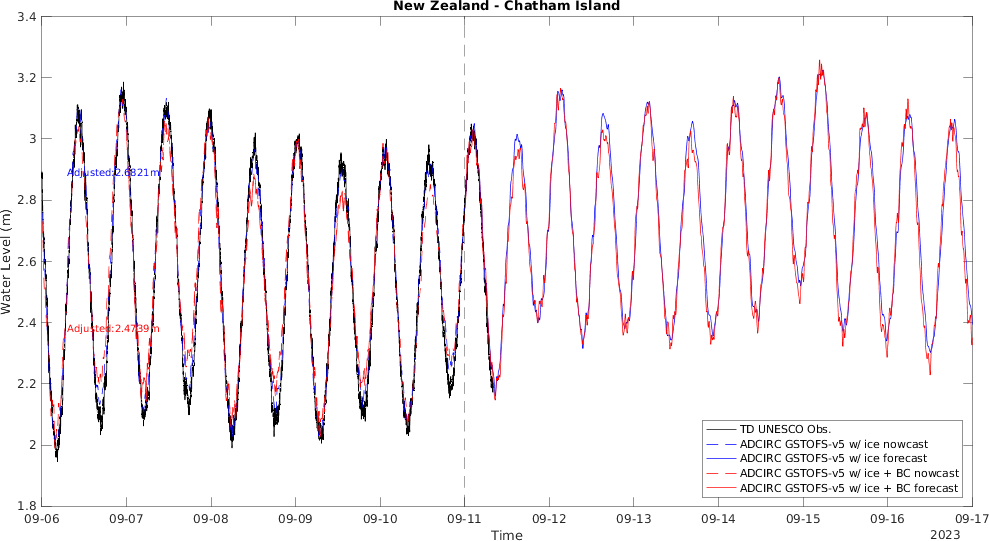 New Zealand - Chatham Island
Water Level (m)
3.4
3.2
3
2.8
2.6
2.4
2.2
2
1.8
Adjusted:2.6821m
Adjusted:2.4739m
TD UNESCO Obs.
ADCIRC GSTOFS-v5 w/ ice nowcast
ADCIRC GSTOFS-v5 w/ ice forecast
ADCIRC GSTOFS-v5 w/ ice + BC nowcast
ADCIRC GSTOFS-v5 w/ ice + BC forecast
09-06 09-07 09-08 09-09 09-10 09-11 09-12 09-13 09-14 09-15 09-16 09-17
Time
2023